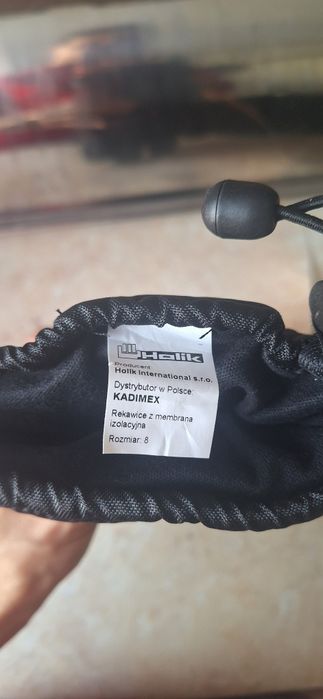 Holik
Producent
Holik International s.r.o.
Dystrybutor w Polsce:
KADIMEX
Rekawice z membrana
izolacyjna
Rozmiar: 8